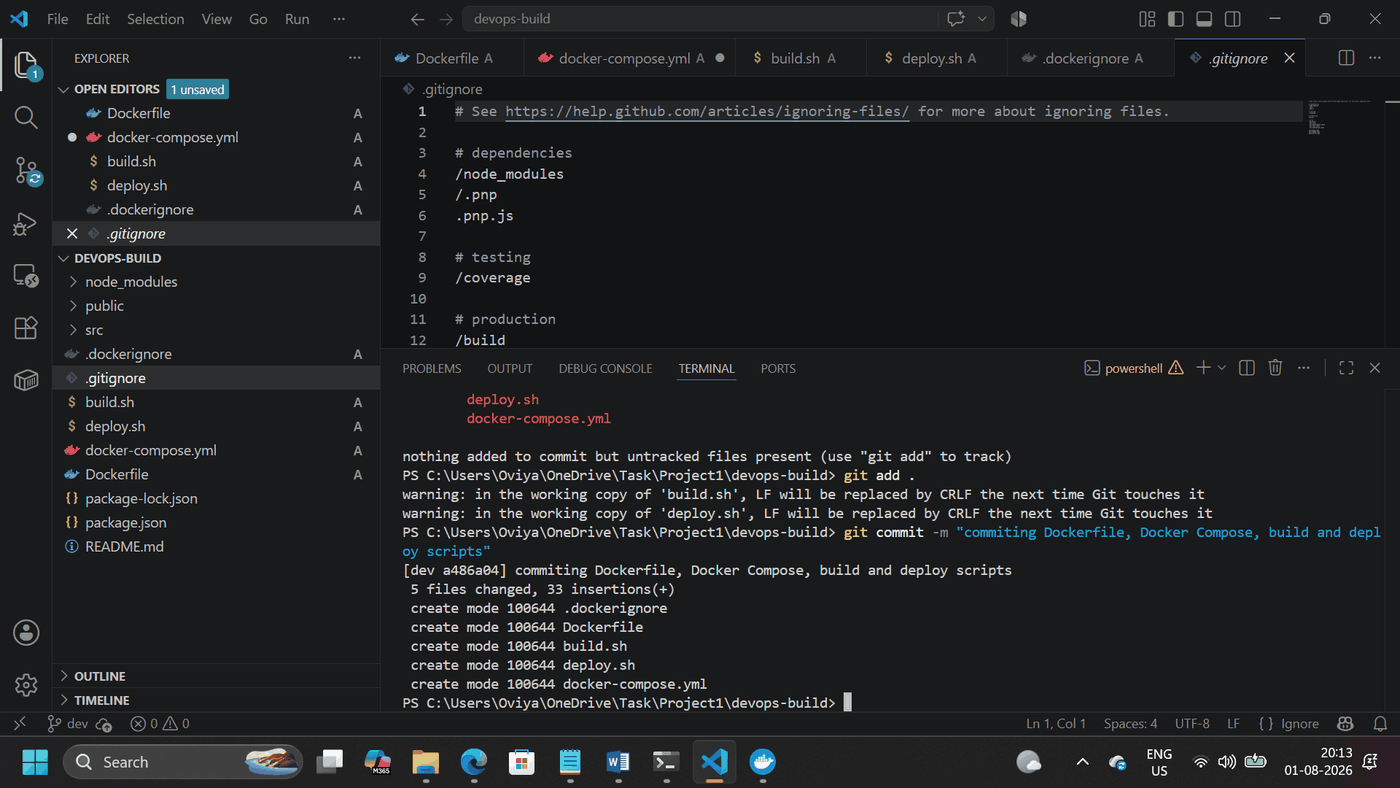 File Edit Selection View Go Run ···
devops-build
EXPLORER ···
OPEN EDITORS 1 unsaved
Dockerfile A
docker-compose.yml A
$ build.sh A
$ deploy.sh A
.dockerignore A
.gitignore
DEVOPS-BUILD
node_modules
public
src
.dockerignore A
.gitignore
$ build.sh A
$ deploy.sh A
docker-compose.yml A
Dockerfile A
{} package-lock.json
{} package.json
README.md
OUTLINE
TIMELINE
1
Dockerfile A docker-compose.yml A $ build.sh A $ deploy.sh A .dockerignore A .gitignore
.gitignore
1 # See https://help.github.com/articles/ignoring-files/ for more about ignoring files.
2
3 # dependencies
4 /node_modules
5 /.pnp
6 .pnp.js
7
8 # testing
9 /coverage
10
11 # production
12 /build
PROBLEMS OUTPUT DEBUG CONSOLE TERMINAL PORTS powershell
deploy.sh
docker-compose.yml
nothing added to commit but untracked files present (use "git add" to track)
PS C:\Users\Oviya\OneDrive\Task\Project1\devops-build> git add .
warning: in the working copy of 'build.sh', LF will be replaced by CRLF the next time Git touches it
warning: in the working copy of 'deploy.sh', LF will be replaced by CRLF the next time Git touches it
PS C:\Users\Oviya\OneDrive\Task\Project1\devops-build> git commit -m "commiting Dockerfile, Docker Compose, build and depl
oy scripts"
[dev a486a04] commiting Dockerfile, Docker Compose, build and deploy scripts
5 files changed, 33 insertions(+)
create mode 100644 .dockerignore
create mode 100644 Dockerfile
create mode 100644 build.sh
create mode 100644 deploy.sh
create mode 100644 docker-compose.yml
PS C:\Users\Oviya\OneDrive\Task\Project1\devops-build>
dev 0 0 Ln 1, Col 1 Spaces: 4 UTF-8 LF {} Ignore
Search M365 ENG
US
20:13
01-08-2026